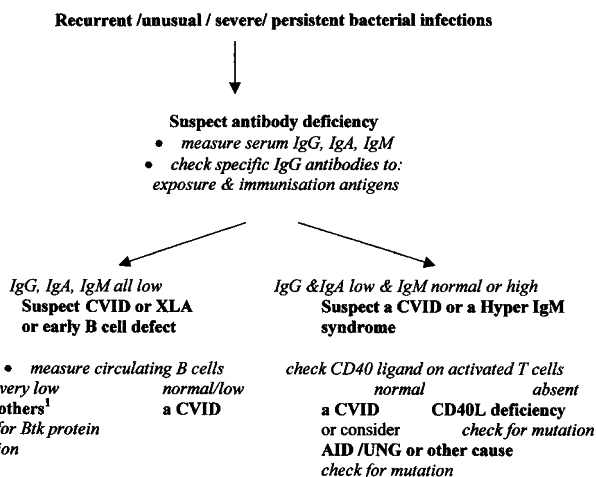 Recurrent /unusual / severe/ persistent bacterial infections
Suspect antibody deficiency
• measure serum IgG, IgA, IgM
• check specific IgG antibodies to:
exposure & immunisation antigens
IgG, IgA, IgM all low
Suspect CVID or XLA
or early B cell defect
• measure circulating B cells
very low normal/low
others¹ a CVID
for Btk protein
ion
IgG &IgA low & IgM normal or high
Suspect a CVID or a Hyper IgM
syndrome
check CD40 ligand on activated T cells
normal absent
a CVID CD40L deficiency
or consider check for mutation
AID /UNG or other cause
check for mutation